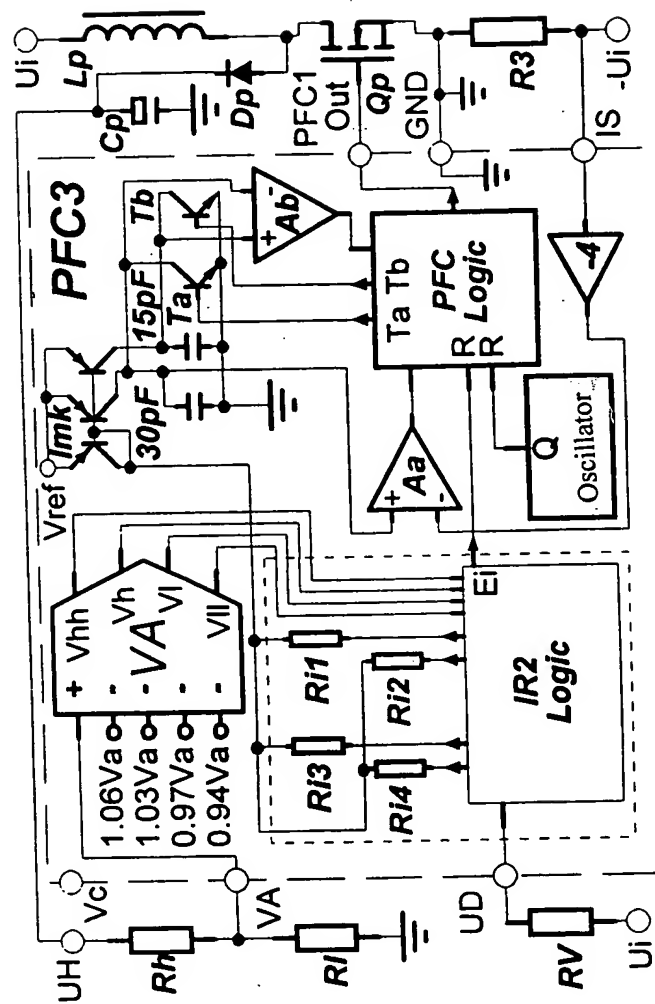 PFC3
UH
Vcl
Vref
Ui
Lp
Rh
VA
Rl
+
-
-
-
-
1.06Va
1.03Va
0.97Va
0.94Va
Vhh
Vh
VA
Vl
Vll
Imk
30pF
15pF
Ta
Tb
Cp
Dp
+
-
Ab
PFC1
Out
Qp
GND
R3
-Ui
IS
-4
Ta Tb
PFC
Logic
R
R
+
-
Aa
Q
Oscillator
Ri1
Ri2
Ri3
Ri4
Ei
IR2
Logic
UD
RV
Ui